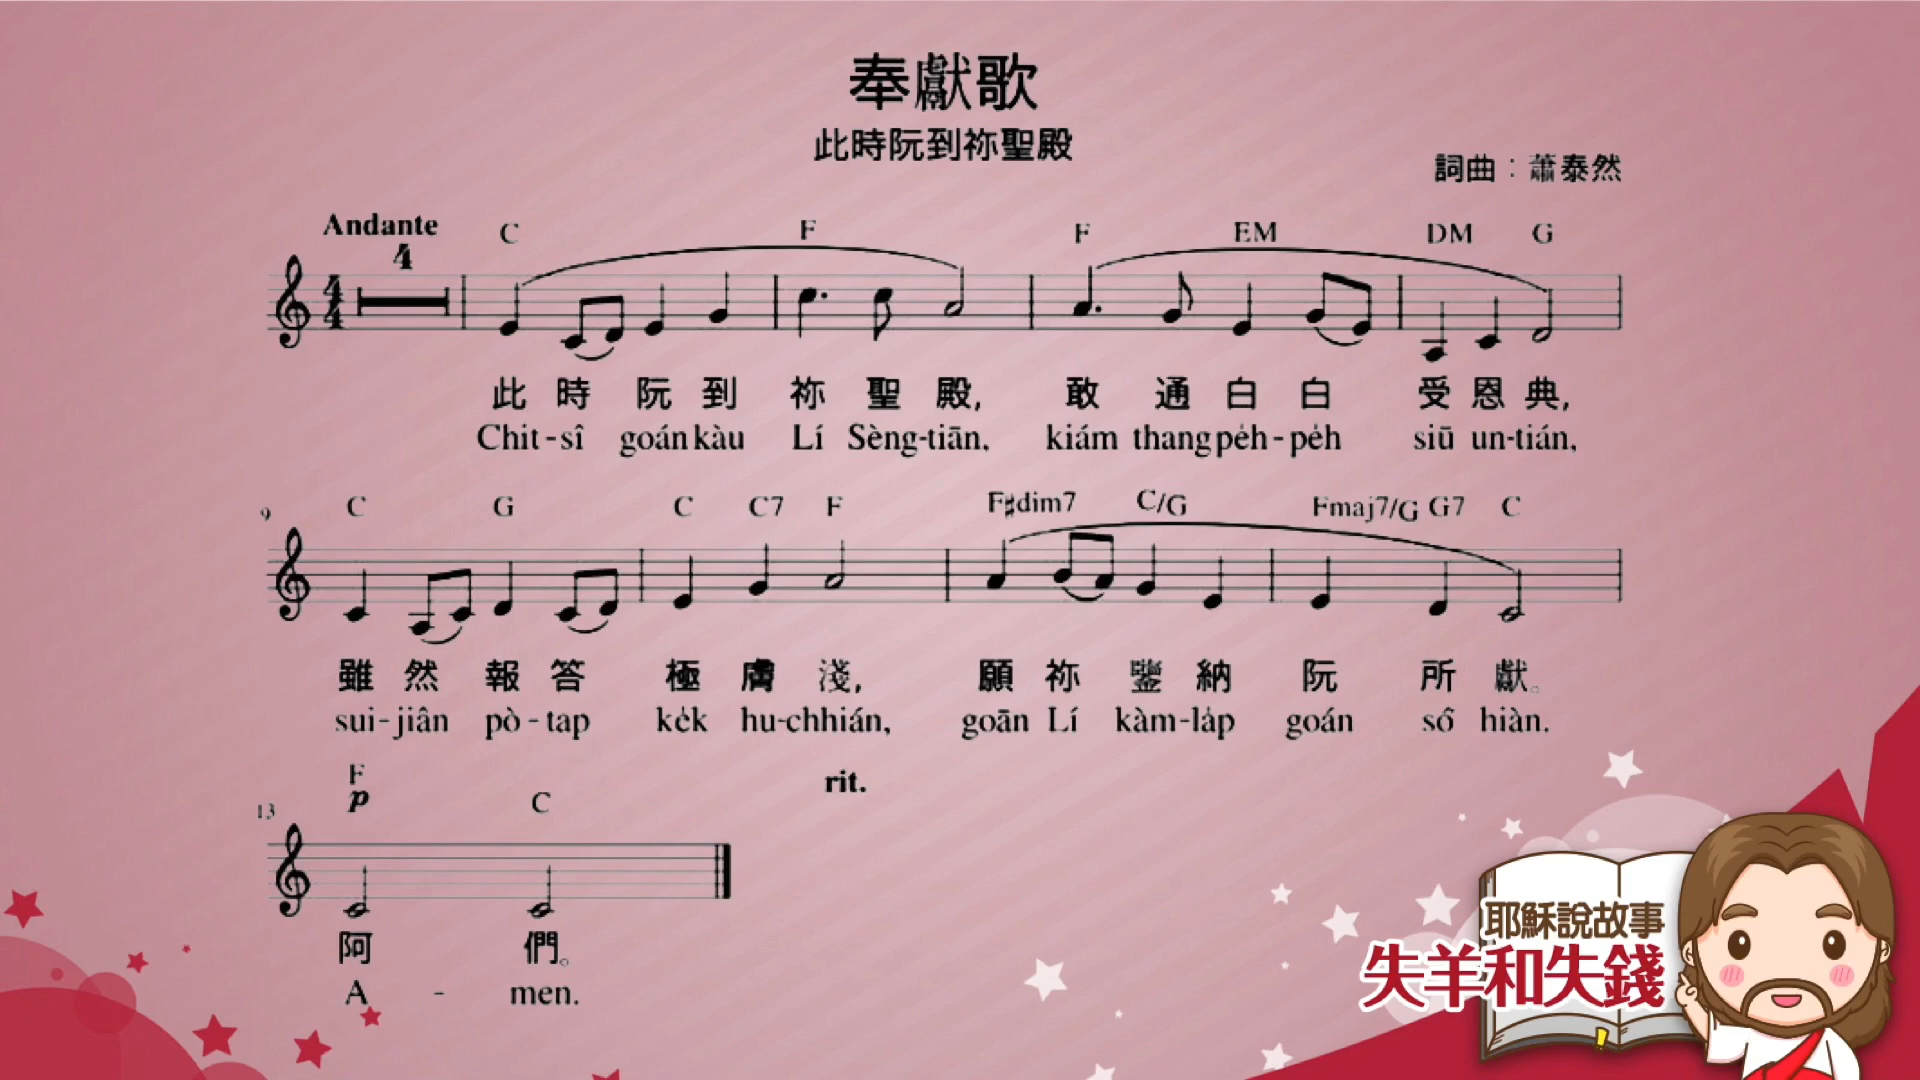 奉獻歌
此時阮到祢聖殿
詞曲：蕭泰然
Andante
4
C F F EM DM G
4
4
此 時 阮 到 祢 聖 殿, 敢 通 白 白 受 恩 典,
Chit-sî goán kàu Lí Sèng-tiān, kiám thang pe̍h-pe̍h siū un-tián,
9 C G C C7 F F♯dim7 C/G Fmaj7/G G7 C
雖 然 報 答 極 膚 淺, 願 祢 鑒 納 阮 所 獻。
sui-jiân pò-tap ke̍k hu-chhián, goān Lí kàm-la̍p goán só͘ hiàn.
F rit.
p
13 C
阿 們。
A - men.
耶穌說故事
失羊和失錢